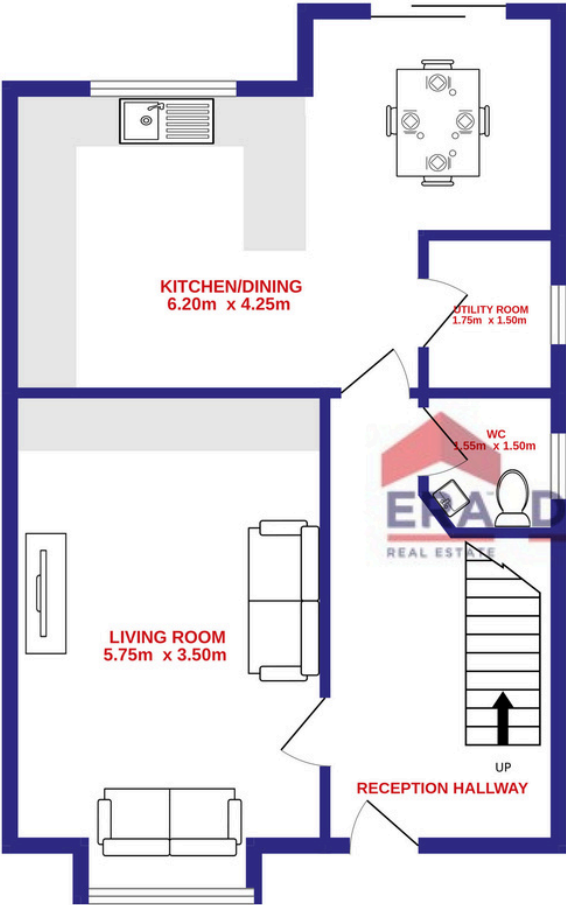 KITCHEN/DINING
6.20m x 4.25m
UTILITY ROOM
1.75m x 1.50m
WC
1.55m x 1.50m
REAL ESTATE
LIVING ROOM
5.75m x 3.50m
UP
RECEPTION HALLWAY